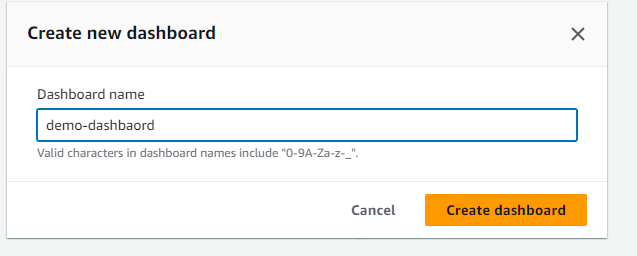 Create new dashboard
Dashboard name
demo-dashbaord
Valid characters in dashboard names include "0-9A-Za-z-_".
Cancel
Create dashboard